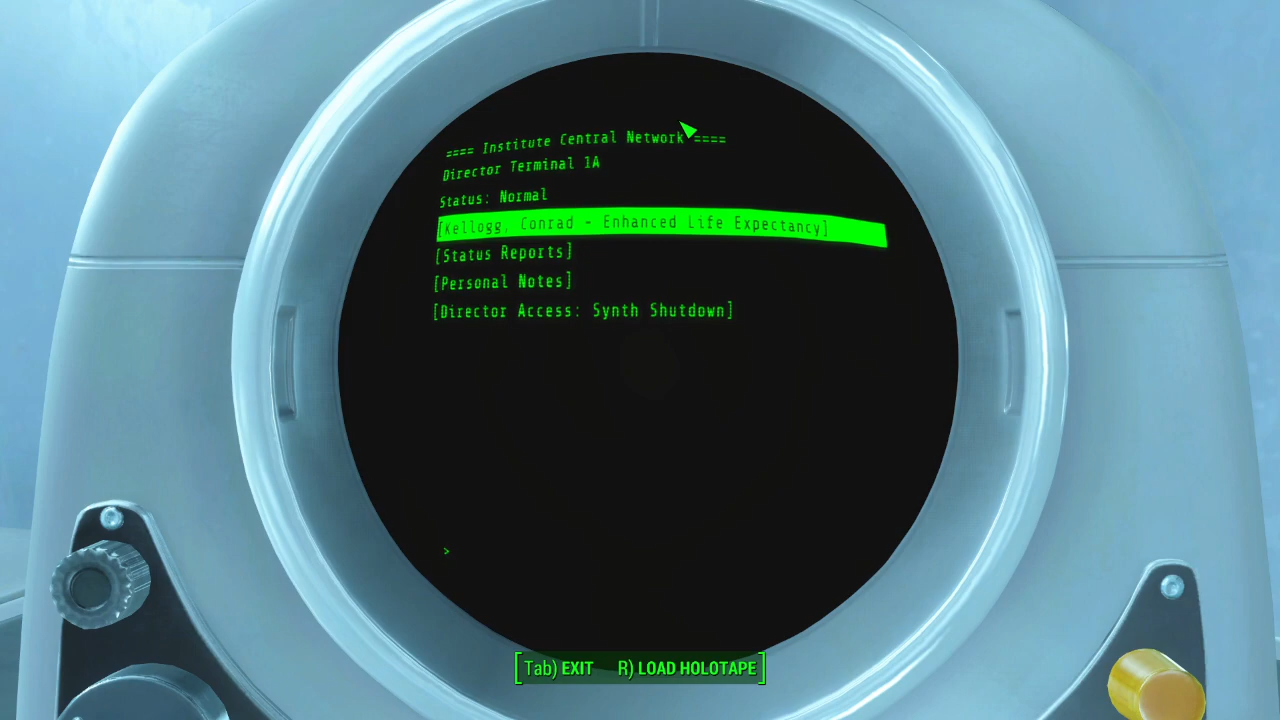 ==== Institute Central Network ====
Director Terminal 1A
Status: Normal
[Kellogg, Conrad - Enhanced Life Expectancy]
[Status Reports]
[Personal Notes]
[Director Access: Synth Shutdown]
>
[Tab) EXIT R) LOAD HOLOTAPE]